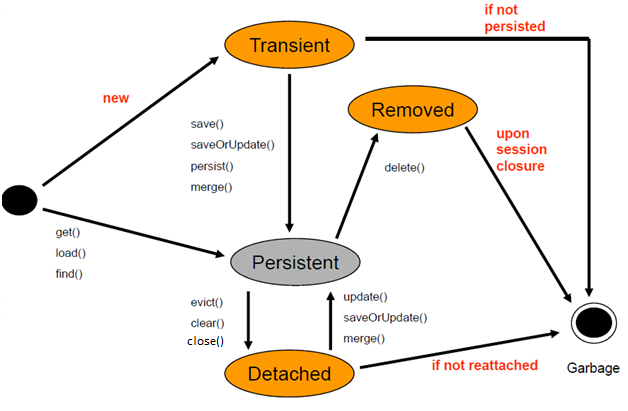 if not
persisted
Transient
new
Removed
save()
saveOrUpdate()
persist()
merge()
upon
session
closure
delete()
get()
load()
find()
Persistent
evict()
clear()
close()
update()
saveOrUpdate()
merge()
Detached
if not reattached
Garbage